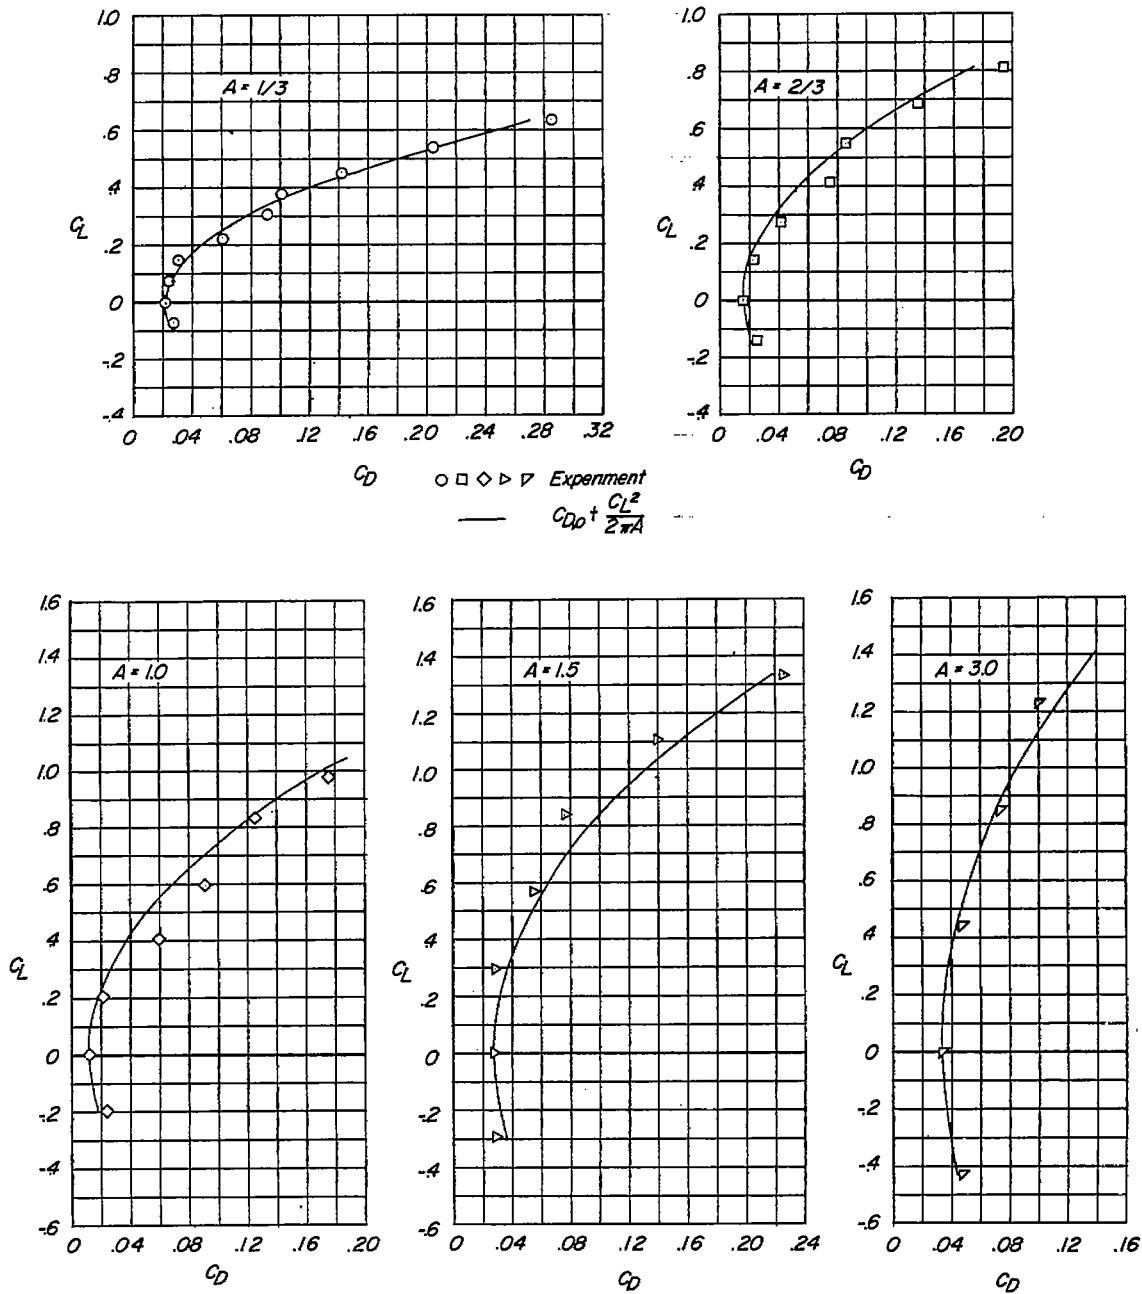 1.0
.8
.6
.4
.2
0
-.2
-.4
C_L
A = 1/3
0 .04 .08 .12 .16 .20 .24 .28 .32
C_D
1.0
.8
.6
.4
.2
0
-.2
-.4
C_L
A = 2/3
0 .04 .08 .12 .16 .20
C_D
○ □ ◇ ▷ ▽ Experiment
— C_{D,0} + C_L²/2πA
1.6
1.4
1.2
1.0
.8
.6
.4
.2
0
-.2
-.4
-.6
C_L
A = 1.0
0 .04 .08 .12 .16 .20
C_D
1.6
1.4
1.2
1.0
.8
.6
.4
.2
0
-.2
-.4
-.6
C_L
A = 1.5
0 .04 .08 .12 .16 .20 .24
C_D
1.6
1.4
1.2
1.0
.8
.6
.4
.2
0
-.2
-.4
-.6
C_L
A = 3.0
0 .04 .08 .12 .16
C_D